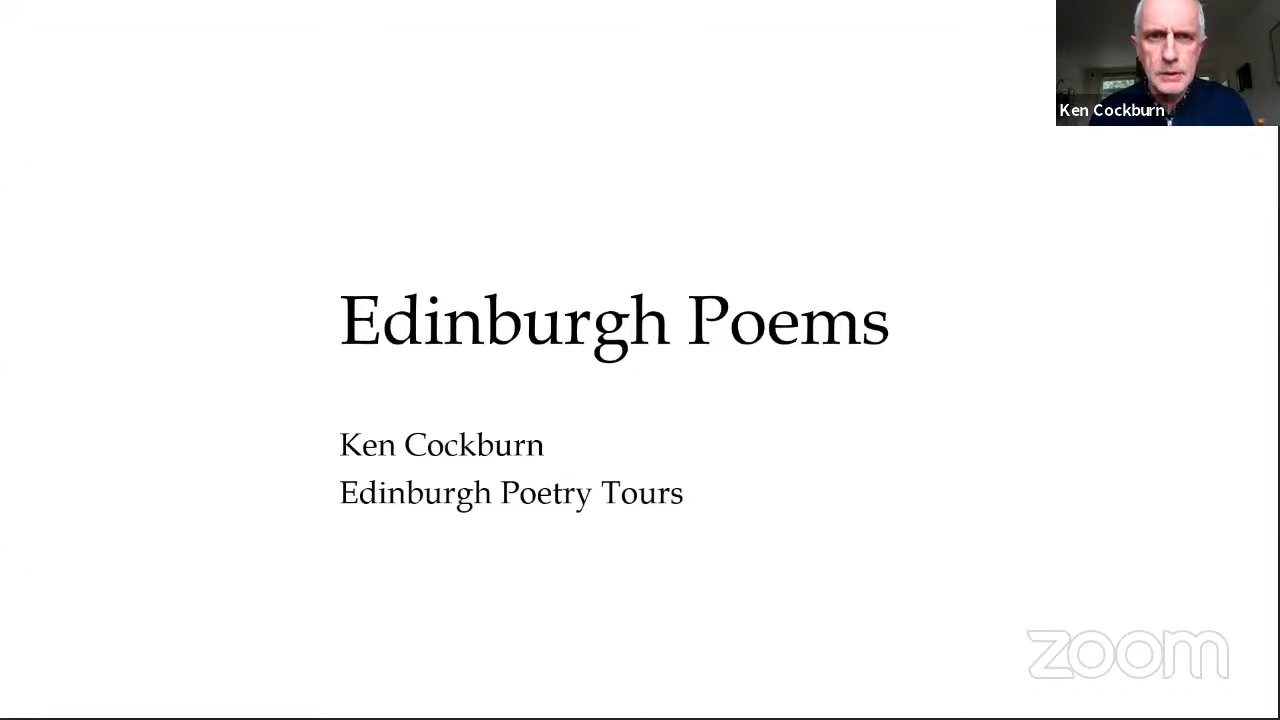 Ken Cockburn
Edinburgh Poems
Ken Cockburn
Edinburgh Poetry Tours
zoom